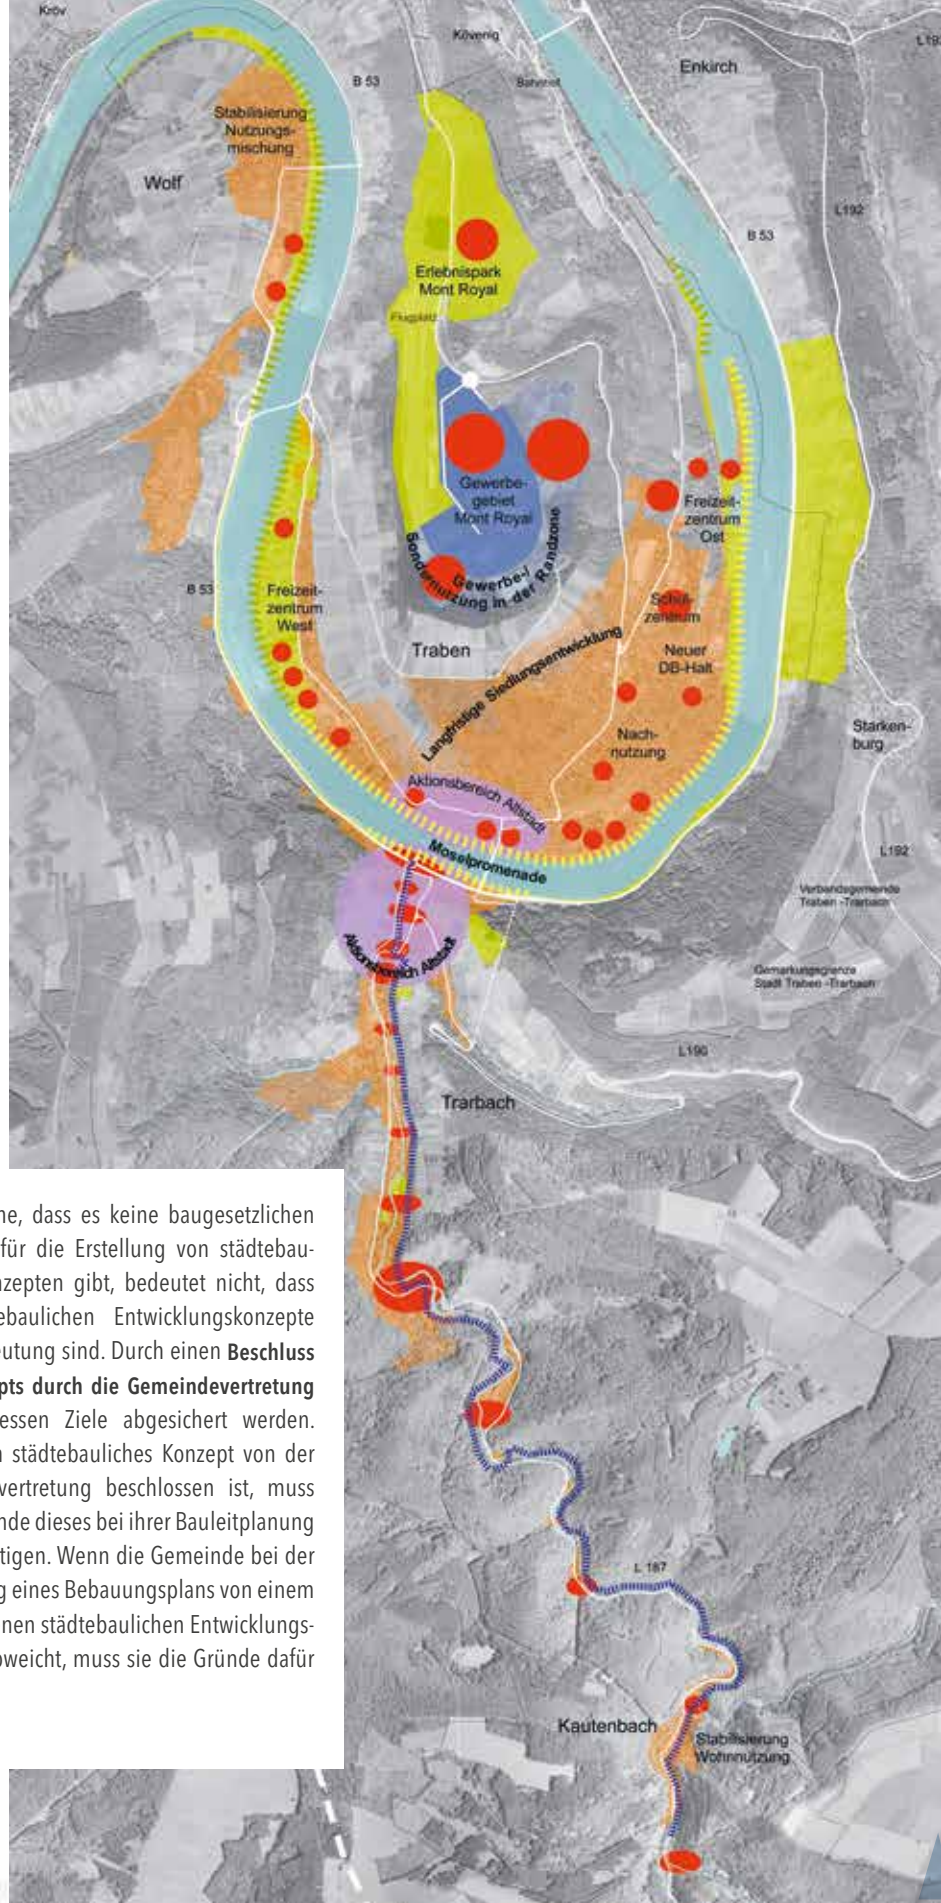 Kröv
Kövenig
Enkirch
L192
B 53
Bahnhof
Stabilisierung
Nutzungs-
mischung
Wolf
L192
B 53
Erlebnispark
Mont Royal
Flugplatz
Gewerbe-
gebiet
Mont Royal
Freizeit-
zentrum
Ost
Gewerbe-/
Sondernutzung in der Randzone
B 53
Freizeit-
zentrum
West
Schul-
zentrum
Traben
Neuer
DB-Halt
Langfristige Siedlungsentwicklung
Starken-
burg
Nach-
nutzung
Aktionsbereich Altstadt
Moselpromenade
L192
Verbandsgemeinde
Traben -Trarbach
Aktionsbereich Altstadt
Gemarkungsgrenze
Stadt Traben -Trarbach
L190
Trarbach
ne, dass es keine baugesetzlichen
für die Erstellung von städtebau-
nzepten gibt, bedeutet nicht, dass
ebaulichen Entwicklungskonzepte
eutung sind. Durch einen Beschluss
pts durch die Gemeindevertretung
essen Ziele abgesichert werden.
n städtebauliches Konzept von der
vertretung beschlossen ist, muss
nde dieses bei ihrer Bauleitplanung
tigen. Wenn die Gemeinde bei der
g eines Bebauungsplans von einem
nen städtebaulichen Entwicklungs-
oweicht, muss sie die Gründe dafür
L 187
Kautenbach
Stabilisierung
Wohnnutzung